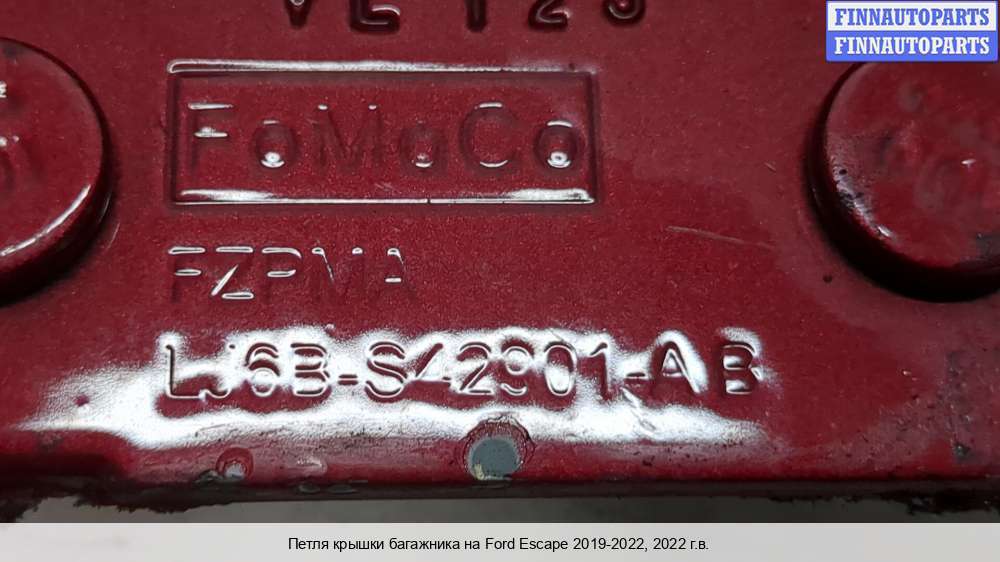 FINNAUTOPARTS
FINNAUTOPARTS
FoMoCo
FZPMA
LJ6B-S42901-AB
Петля крышки багажника на Ford Escape 2019-2022, 2022 г.в.